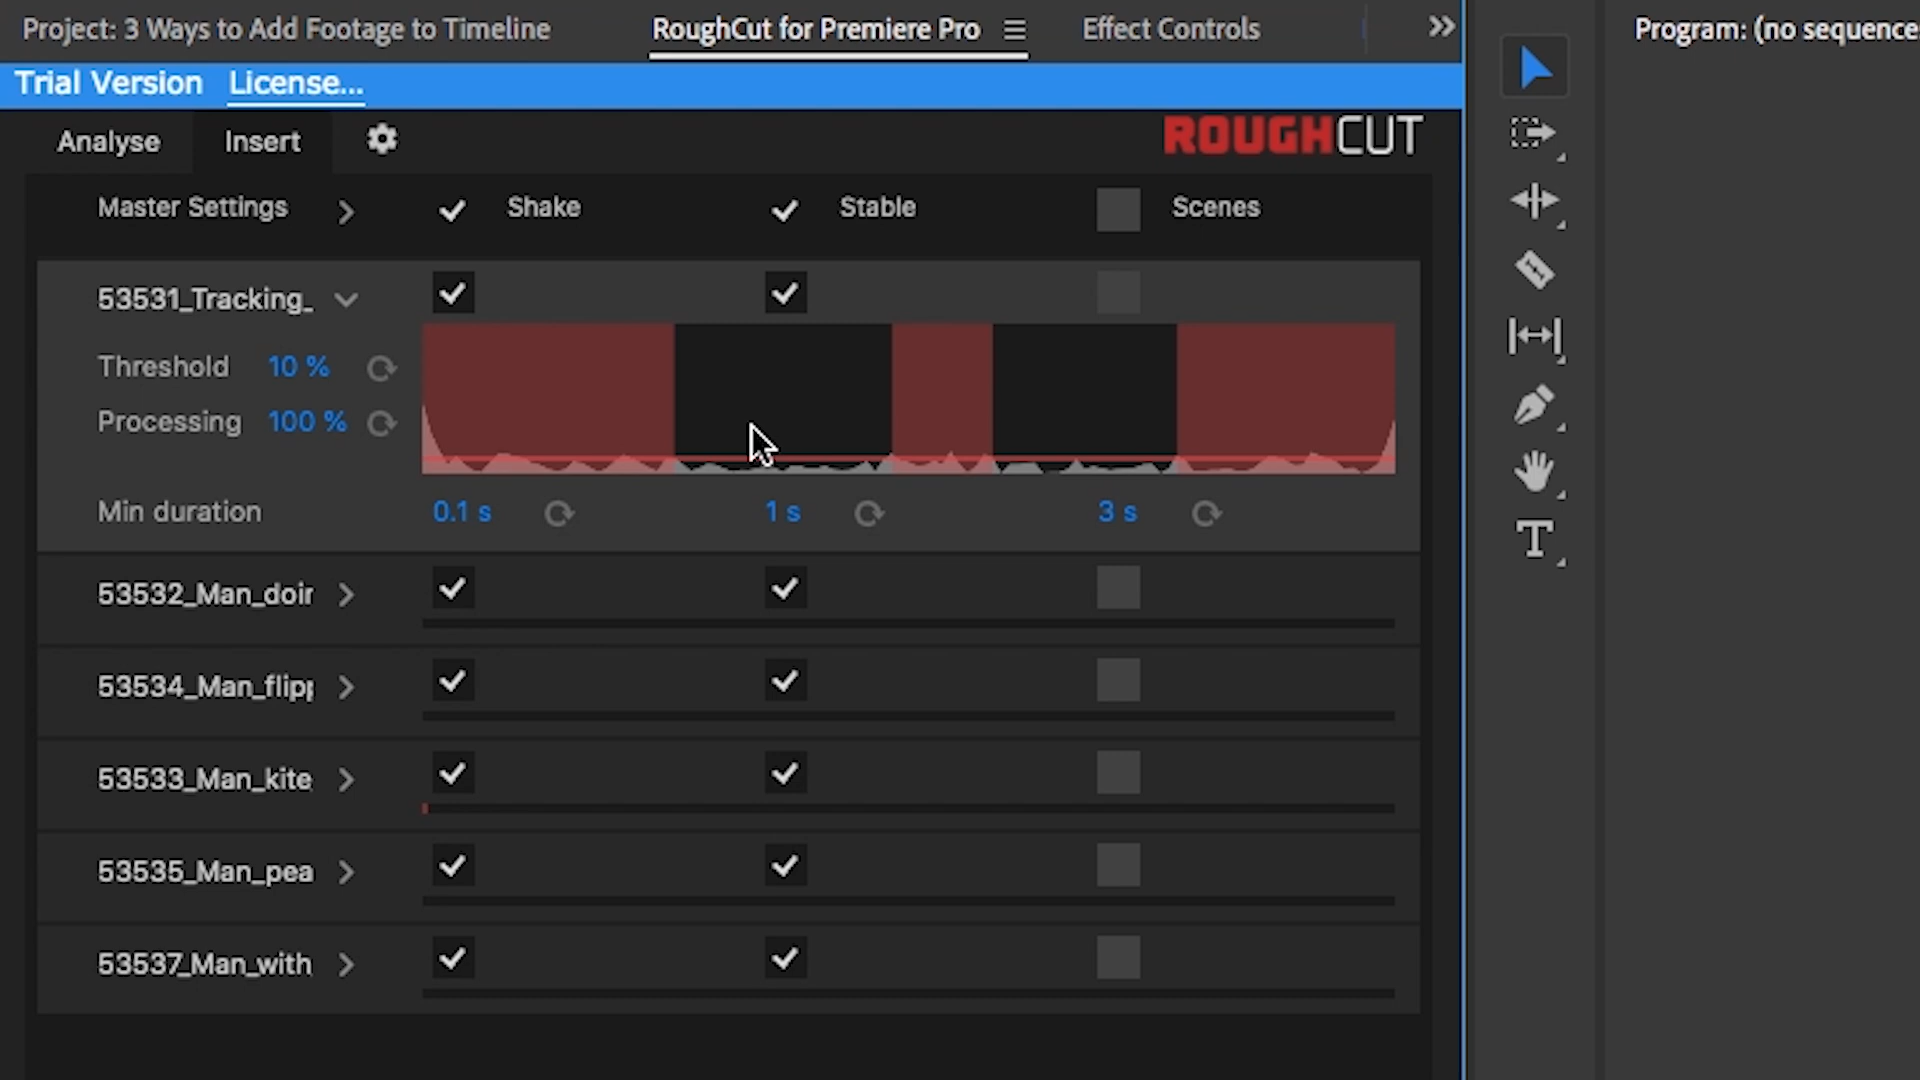 Project: 3 Ways to Add Footage to Timeline
RoughCut for Premiere Pro
Effect Controls
Program: (no sequence
Trial Version License...
Analyse
Insert
ROUGHCUT
Master Settings
Shake
Stable
Scenes
53531_Tracking_
Threshold 10 %
Processing 100 %
Min duration 0.1 s 1 s 3 s
53532_Man_doir
53534_Man_flipp
53533_Man_kite
53535_Man_pea
53537_Man_with